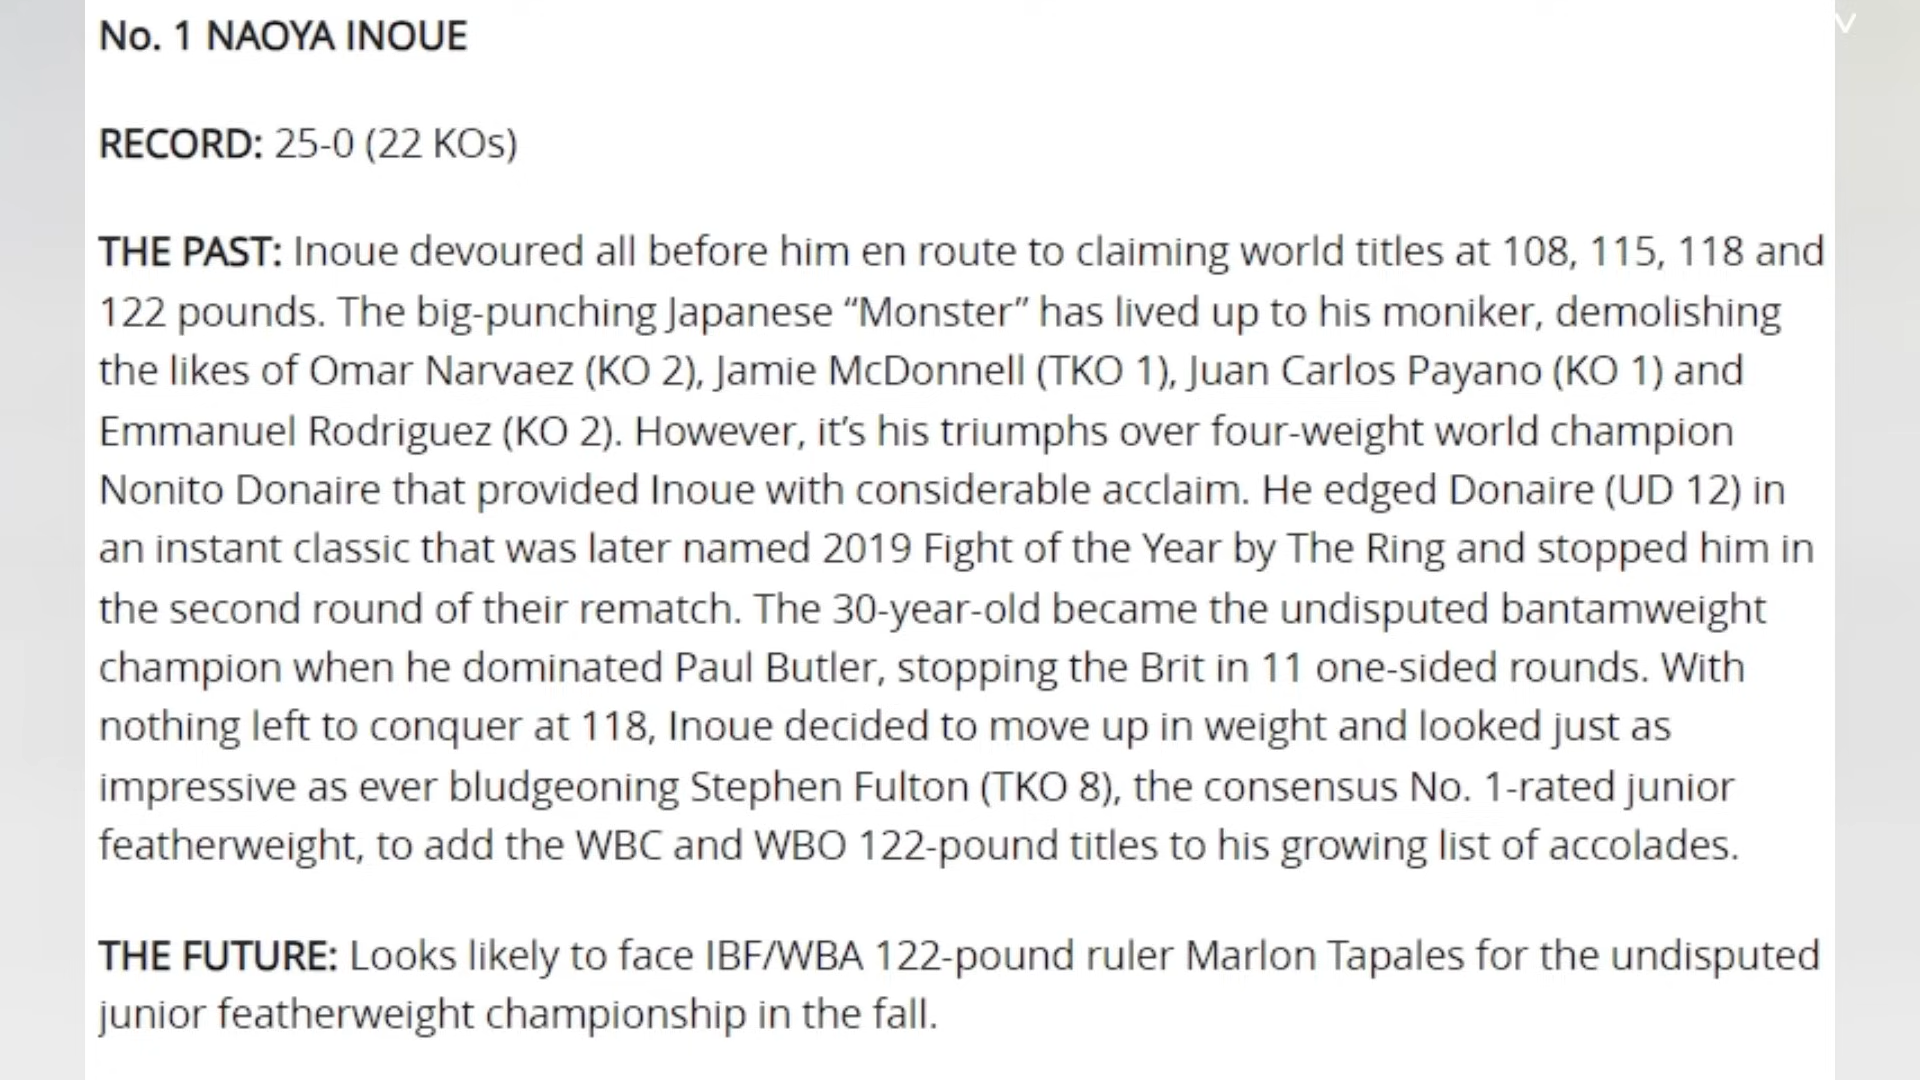 V
No. 1 NAOYA INOUE
RECORD: 25-0 (22 KOs)
THE PAST: Inoue devoured all before him en route to claiming world titles at 108, 115, 118 and
122 pounds. The big-punching Japanese “Monster” has lived up to his moniker, demolishing
the likes of Omar Narvaez (KO 2), Jamie McDonnell (TKO 1), Juan Carlos Payano (KO 1) and
Emmanuel Rodriguez (KO 2). However, it’s his triumphs over four-weight world champion
Nonito Donaire that provided Inoue with considerable acclaim. He edged Donaire (UD 12) in
an instant classic that was later named 2019 Fight of the Year by The Ring and stopped him in
the second round of their rematch. The 30-year-old became the undisputed bantamweight
champion when he dominated Paul Butler, stopping the Brit in 11 one-sided rounds. With
nothing left to conquer at 118, Inoue decided to move up in weight and looked just as
impressive as ever bludgeoning Stephen Fulton (TKO 8), the consensus No. 1-rated junior
featherweight, to add the WBC and WBO 122-pound titles to his growing list of accolades.
THE FUTURE: Looks likely to face IBF/WBA 122-pound ruler Marlon Tapales for the undisputed
junior featherweight championship in the fall.